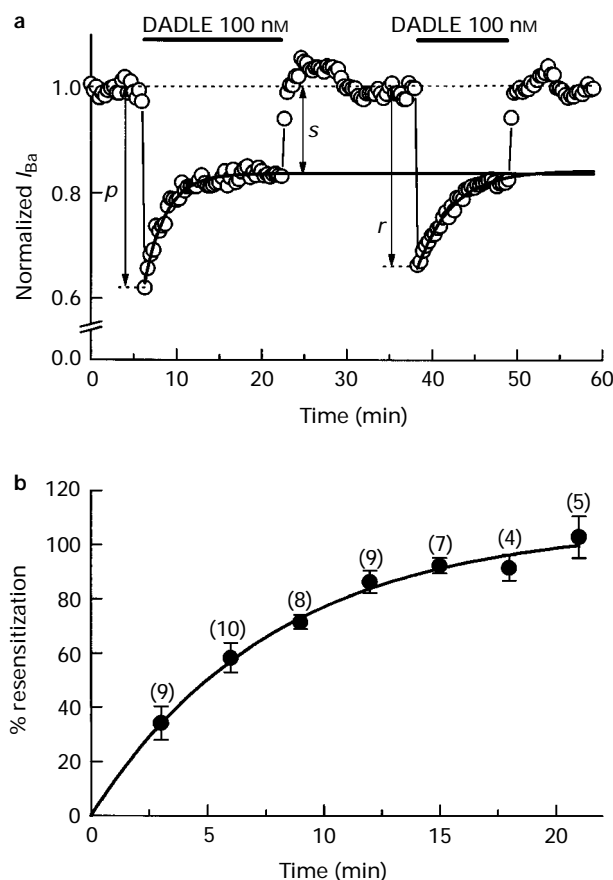 a
DADLE 100 nM DADLE 100 nM
Normalized I_Ba
1.0
0.8
0.6
0.0
p
s
r
0 10 20 30 40 50 60
Time (min)
b
% resensitization
120
100
80
60
40
20
0
(9)
(10)
(8)
(9)
(7)
(4)
(5)
0 5 10 15 20
Time (min)